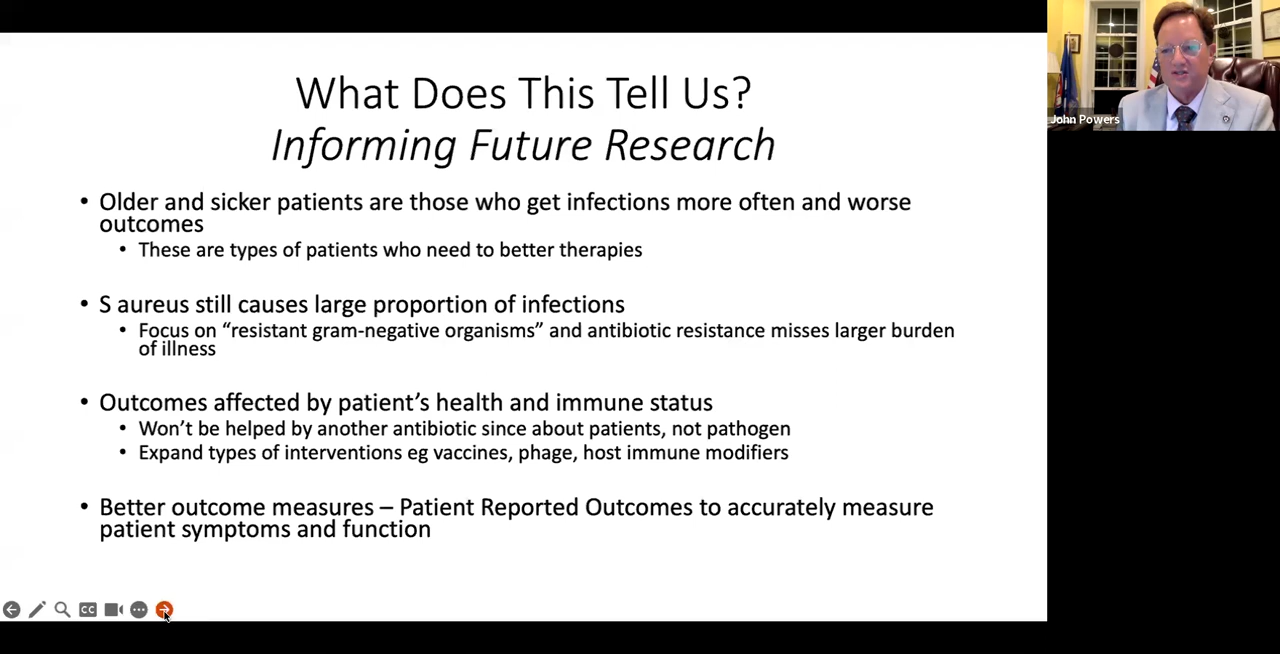 What Does This Tell Us?
Informing Future Research
• Older and sicker patients are those who get infections more often and worse
outcomes
• These are types of patients who need to better therapies
• S aureus still causes large proportion of infections
• Focus on “resistant gram-negative organisms” and antibiotic resistance misses larger burden
of illness
• Outcomes affected by patient’s health and immune status
• Won’t be helped by another antibiotic since about patients, not pathogen
• Expand types of interventions eg vaccines, phage, host immune modifiers
• Better outcome measures – Patient Reported Outcomes to accurately measure
patient symptoms and function
CC
John Powers